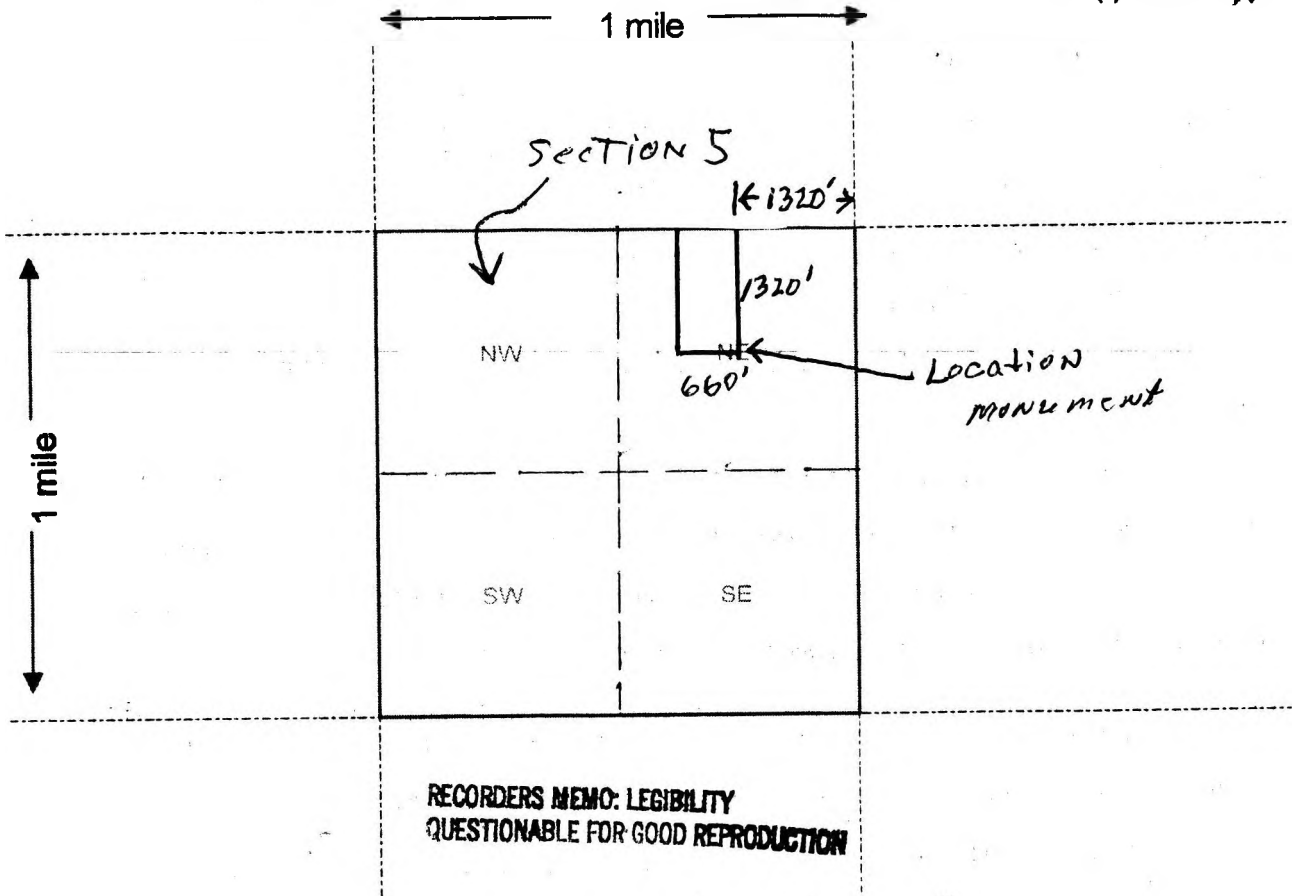 1 mile
Section 5
1320'
1320'
NW
NE
660'
Location
monument
1 mile
SW
SE
RECORDERS MEMO: LEGIBILITY
QUESTIONABLE FOR GOOD REPRODUCTION